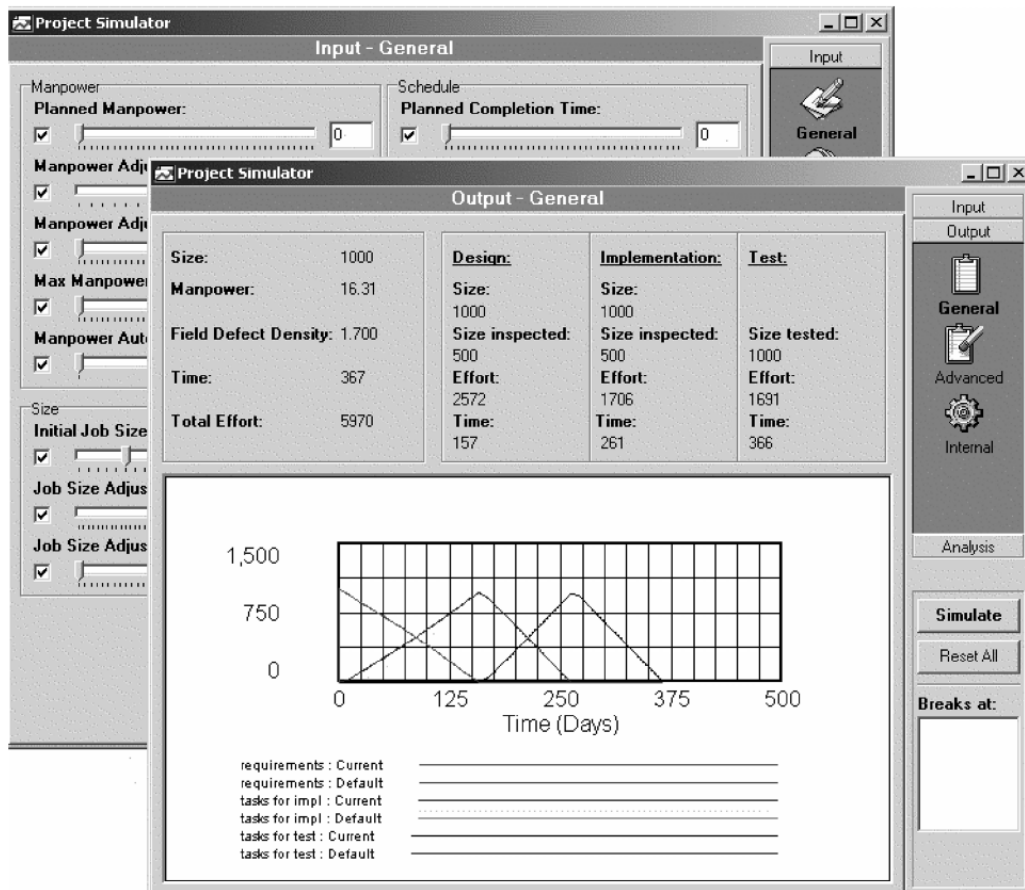 Project Simulator
Input - General
Input
General
Manpower
Planned Manpower:
0
Manpower Adju
Manpower Adju
Max Manpower
Manpower Auto
Schedule
Planned Completion Time:
0
Size
Initial Job Size
Job Size Adjus
Job Size Adjus
Project Simulator
Output - General
Size: 1000
Manpower: 16.31
Field Defect Density: 1.700
Time: 367
Total Effort: 5970
Design:
Size:
1000
Size inspected:
500
Effort:
2572
Time:
157
Implementation:
Size:
1000
Size inspected:
500
Effort:
1706
Time:
261
Test:
Size tested:
1000
Effort:
1691
Time:
366
1,500
750
0
0 125 250 375 500
Time (Days)
requirements : Current
requirements : Default
tasks for impl : Current
tasks for impl : Default
tasks for test : Current
tasks for test : Default
Input
Output
General
Advanced
Internal
Analysis
Simulate
Reset All
Breaks at: